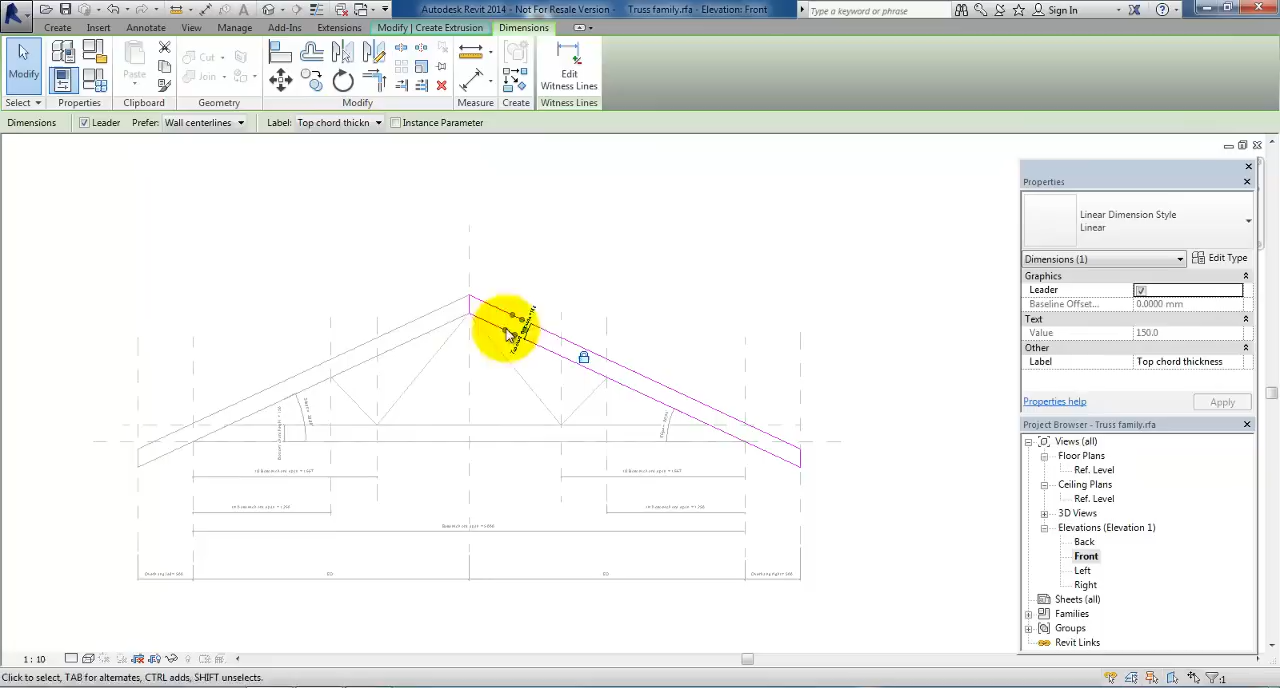 Autodesk Revit 2014 - Not For Resale Version - Truss family.rfa - Elevation: Front
Type a keyword or phrase
Sign In
Create Insert Annotate View Manage Add-Ins Extensions Modify | Create Extrusion Dimensions
Modify
Paste
Cut
Join
Edit
Witness Lines
Select Properties Clipboard Geometry Modify Measure Create Witness Lines
Dimensions Leader Prefer: Wall centerlines Label: Top chord thickn Instance Parameter
Properties
Linear Dimension Style
Linear
Dimensions (1) Edit Type
Graphics
Leader
Baseline Offset... 0.0000 mm
Text
Value 150.0
Other
Label Top chord thickness
Properties help Apply
Project Browser - Truss family.rfa
Views (all)
Floor Plans
Ref. Level
Ceiling Plans
Ref. Level
3D Views
Elevations (Elevation 1)
Back
Front
Left
Right
Sheets (all)
Families
Groups
Revit Links
EQ EQ
1 : 10
Click to select, TAB for alternates, CTRL adds, SHIFT unselects.
:1